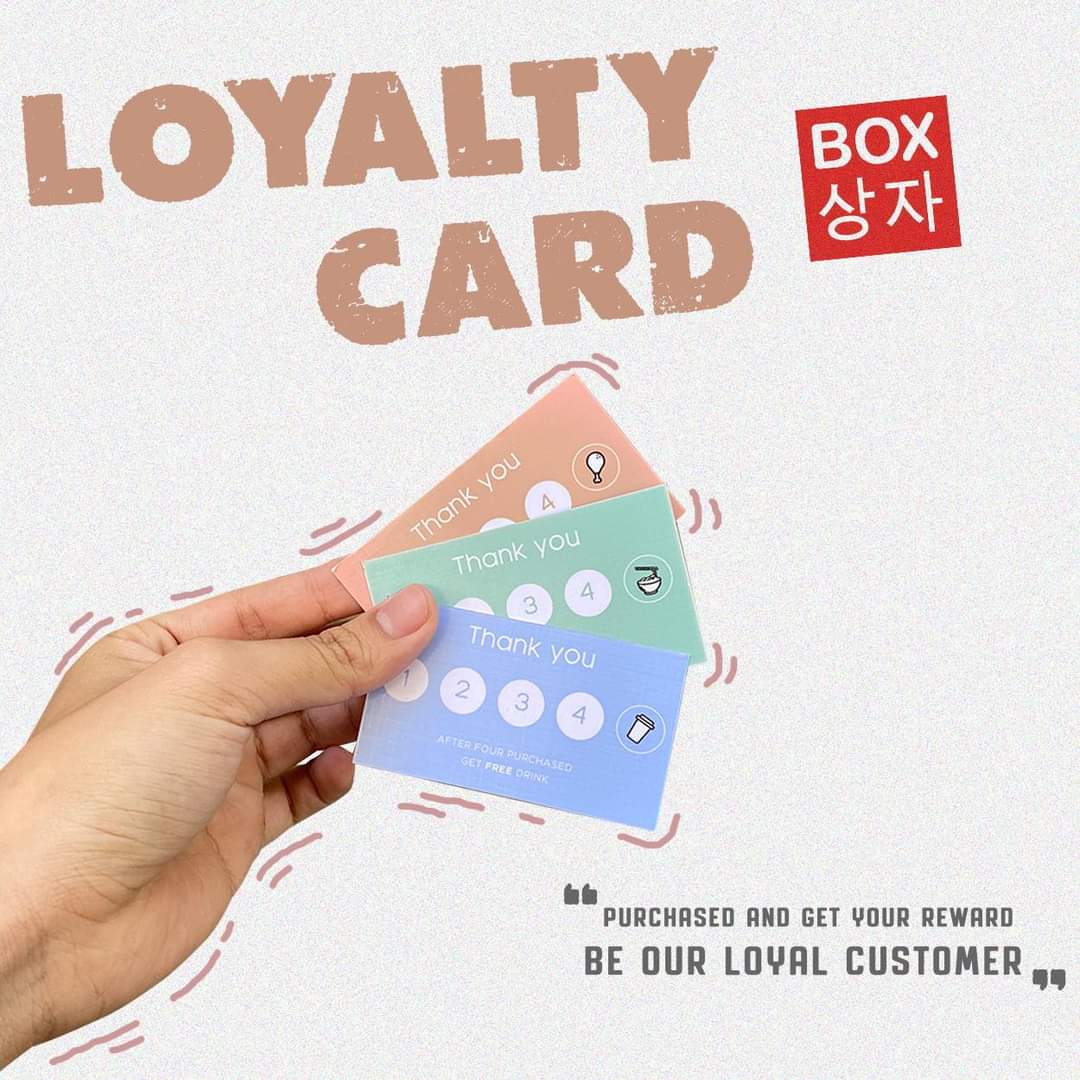 LOYALTY
CARD
BOX
상자
Thank you
4
Thank you
3 4
Thank you
1 2 3 4
AFTER FOUR PURCHASED
GET FREE DRINK
❝ PURCHASED AND GET YOUR REWARD
BE OUR LOYAL CUSTOMER ❞